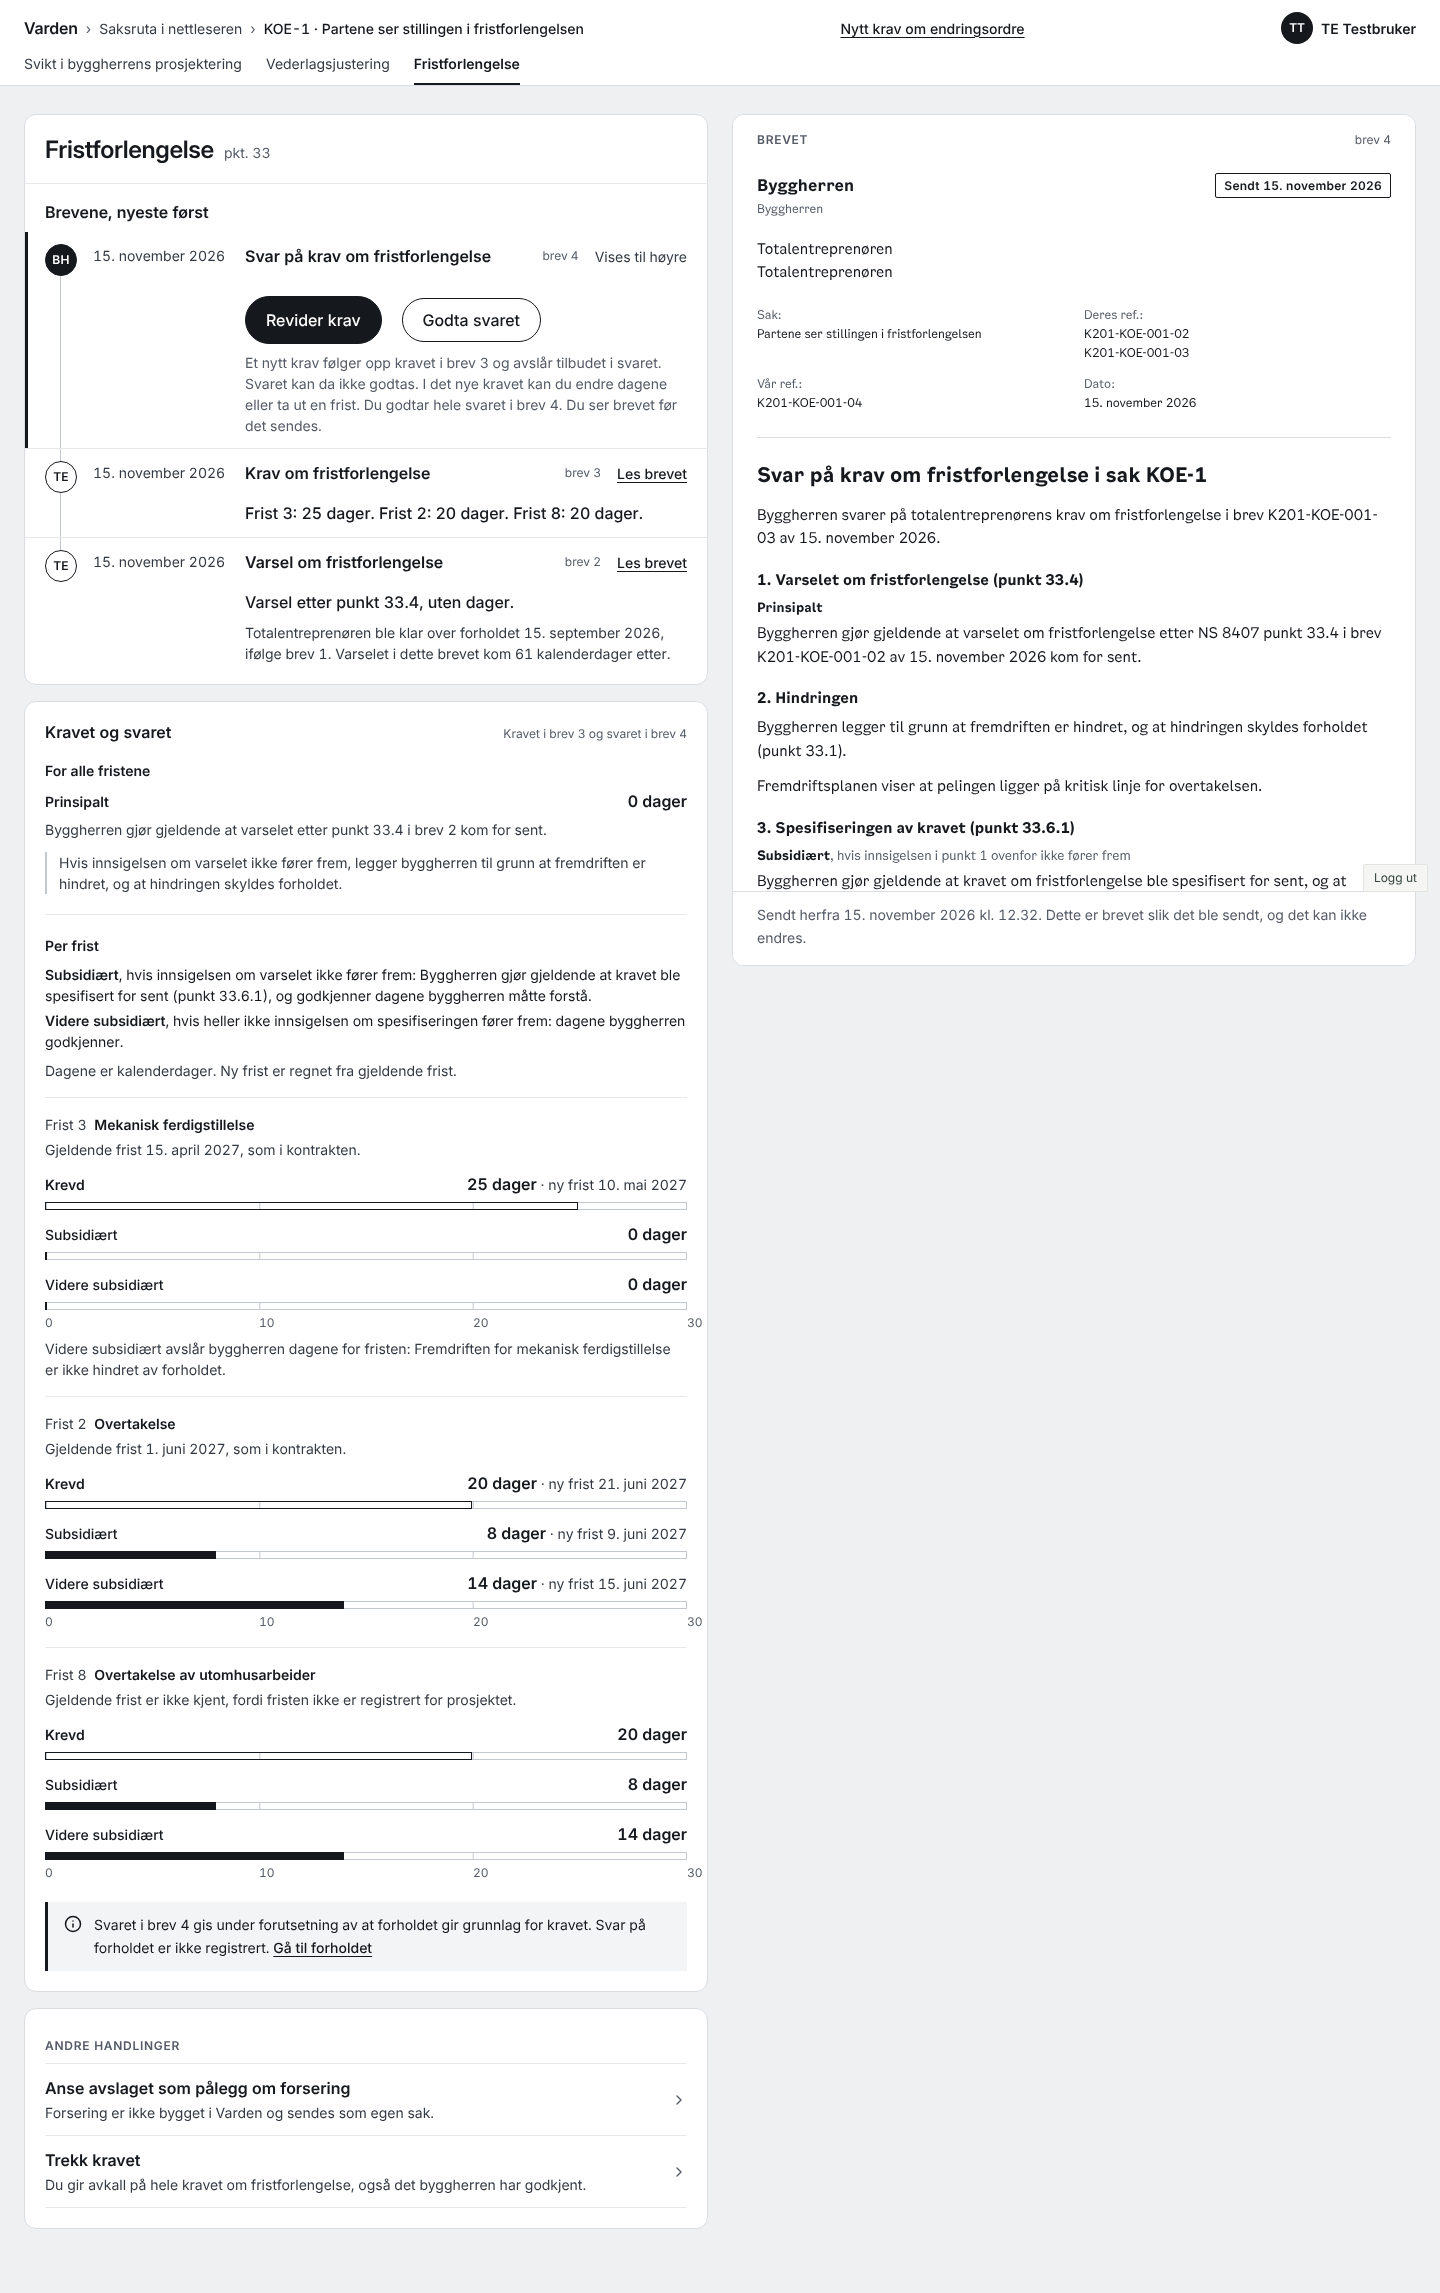 Varden › Saksruta i nettleseren › KOE-1 · Partene ser stillingen i fristforlengelsen
Nytt krav om endringsordre
TT TE Testbruker
Svikt i byggherrens prosjektering Vederlagsjustering Fristforlengelse
Fristforlengelse pkt. 33
Brevene, nyeste først
BH 15. november 2026 Svar på krav om fristforlengelse brev 4 Vises til høyre
Revider krav Godta svaret
Et nytt krav følger opp kravet i brev 3 og avslår tilbudet i svaret.
Svaret kan da ikke godtas. I det nye kravet kan du endre dagene
eller ta ut en frist. Du godtar hele svaret i brev 4. Du ser brevet før
det sendes.
TE 15. november 2026 Krav om fristforlengelse brev 3 Les brevet
Frist 3: 25 dager. Frist 2: 20 dager. Frist 8: 20 dager.
TE 15. november 2026 Varsel om fristforlengelse brev 2 Les brevet
Varsel etter punkt 33.4, uten dager.
Totalentreprenøren ble klar over forholdet 15. september 2026,
ifølge brev 1. Varselet i dette brevet kom 61 kalenderdager etter.
Kravet og svaret Kravet i brev 3 og svaret i brev 4
For alle fristene
Prinsipalt 0 dager
Byggherren gjør gjeldende at varselet etter punkt 33.4 i brev 2 kom for sent.
Hvis innsigelsen om varselet ikke fører frem, legger byggherren til grunn at fremdriften er
hindret, og at hindringen skyldes forholdet.
Per frist
Subsidiært, hvis innsigelsen om varselet ikke fører frem: Byggherren gjør gjeldende at kravet ble
spesifisert for sent (punkt 33.6.1), og godkjenner dagene byggherren måtte forstå.
Videre subsidiært, hvis heller ikke innsigelsen om spesifiseringen fører frem: dagene byggherren
godkjenner.
Dagene er kalenderdager. Ny frist er regnet fra gjeldende frist.
Frist 3 Mekanisk ferdigstillelse
Gjeldende frist 15. april 2027, som i kontrakten.
Krevd 25 dager · ny frist 10. mai 2027
Subsidiært 0 dager
Videre subsidiært 0 dager
0 10 20 30
Videre subsidiært avslår byggherren dagene for fristen: Fremdriften for mekanisk ferdigstillelse
er ikke hindret av forholdet.
Frist 2 Overtakelse
Gjeldende frist 1. juni 2027, som i kontrakten.
Krevd 20 dager · ny frist 21. juni 2027
Subsidiært 8 dager · ny frist 9. juni 2027
Videre subsidiært 14 dager · ny frist 15. juni 2027
0 10 20 30
Frist 8 Overtakelse av utomhusarbeider
Gjeldende frist er ikke kjent, fordi fristen ikke er registrert for prosjektet.
Krevd 20 dager
Subsidiært 8 dager
Videre subsidiært 14 dager
0 10 20 30
Svaret i brev 4 gis under forutsetning av at forholdet gir grunnlag for kravet. Svar på
forholdet er ikke registrert. Gå til forholdet
ANDRE HANDLINGER
Anse avslaget som pålegg om forsering
Forsering er ikke bygget i Varden og sendes som egen sak.
Trekk kravet
Du gir avkall på hele kravet om fristforlengelse, også det byggherren har godkjent.
BREVET brev 4
Byggherren Sendt 15. november 2026
Byggherren
Totalentreprenøren
Totalentreprenøren
Sak: Deres ref.:
Partene ser stillingen i fristforlengelsen K201-KOE-001-02
K201-KOE-001-03
Vår ref.: Dato:
K201-KOE-001-04 15. november 2026
Svar på krav om fristforlengelse i sak KOE-1
Byggherren svarer på totalentreprenørens krav om fristforlengelse i brev K201-KOE-001-
03 av 15. november 2026.
1. Varselet om fristforlengelse (punkt 33.4)
Prinsipalt
Byggherren gjør gjeldende at varselet om fristforlengelse etter NS 8407 punkt 33.4 i brev
K201-KOE-001-02 av 15. november 2026 kom for sent.
2. Hindringen
Byggherren legger til grunn at fremdriften er hindret, og at hindringen skyldes forholdet
(punkt 33.1).
Fremdriftsplanen viser at pelingen ligger på kritisk linje for overtakelsen.
3. Spesifiseringen av kravet (punkt 33.6.1)
Subsidiært, hvis innsigelsen i punkt 1 ovenfor ikke fører frem
Byggherren gjør gjeldende at kravet om fristforlengelse ble spesifisert for sent, og at
Logg ut
Sendt herfra 15. november 2026 kl. 12.32. Dette er brevet slik det ble sendt, og det kan ikke
endres.